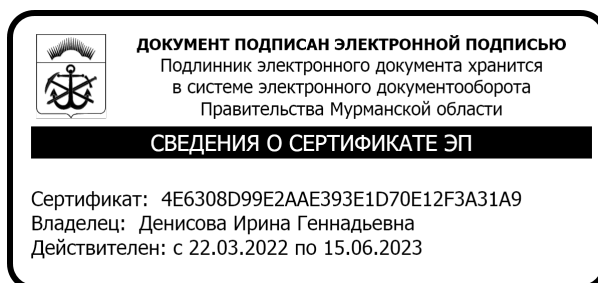 ДОКУМЕНТ ПОДПИСАН ЭЛЕКТРОННОЙ ПОДПИСЬЮ
Подлинник электронного документа хранится
в системе электронного документооборота
Правительства Мурманской области
СВЕДЕНИЯ О СЕРТИФИКАТЕ ЭП
Сертификат: 4E6308D99E2AAE393E1D70E12F3A31A9
Владелец: Денисова Ирина Геннадьевна
Действителен: с 22.03.2022 по 15.06.2023